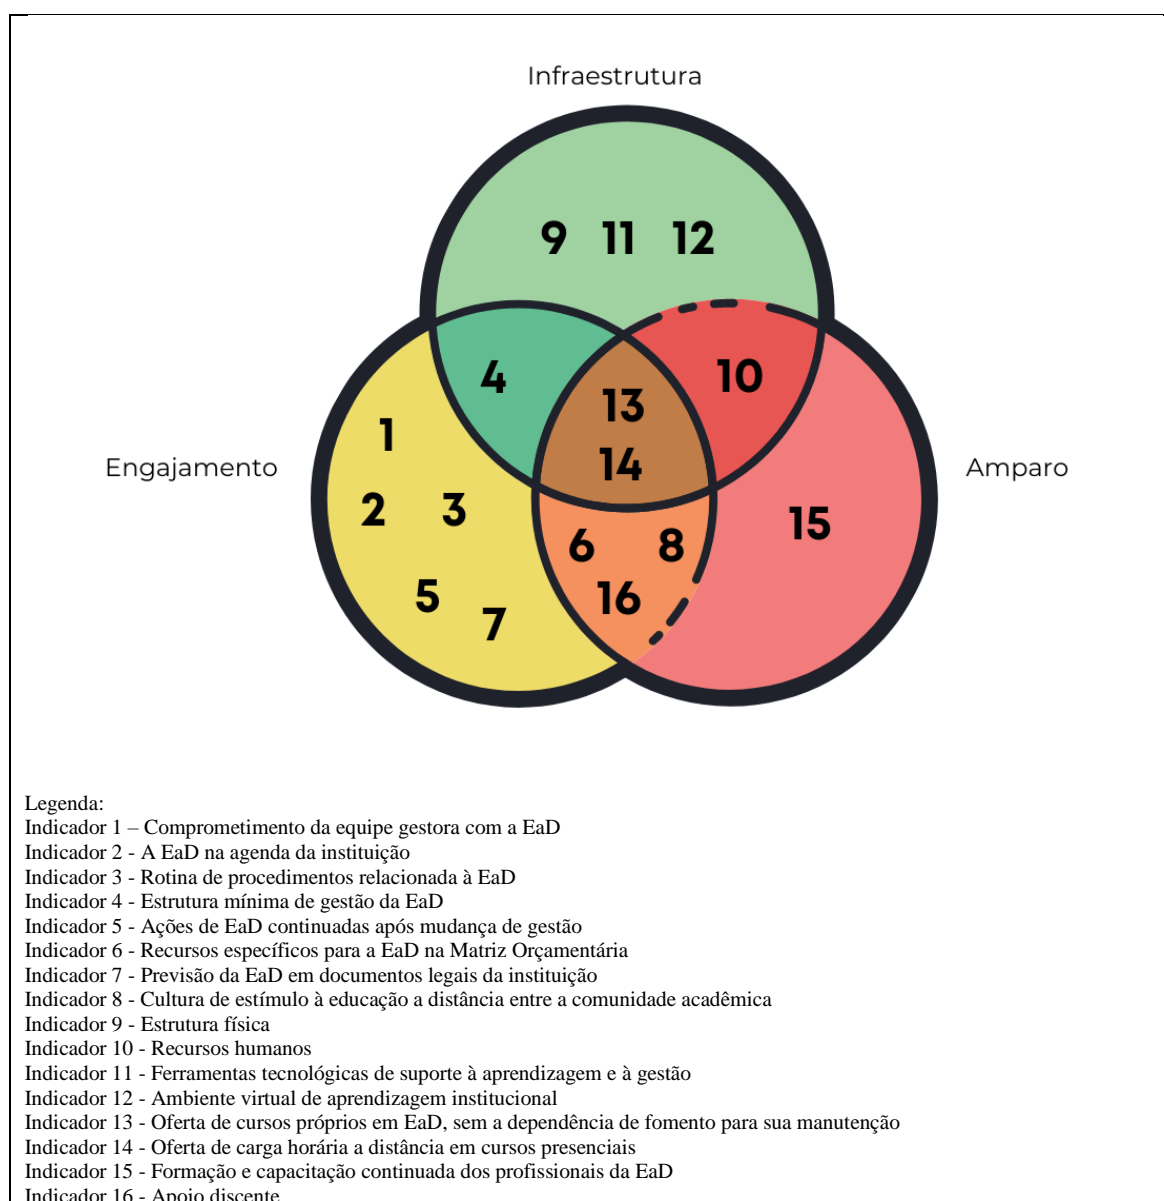 Infraestrutura
9 11 12
4
10
13
1
14
Engajamento
Amparo
2 3
15
6 8
5
16
7
Legenda:
Indicador 1 – Comprometimento da equipe gestora com a EaD
Indicador 2 - A EaD na agenda da instituição
Indicador 3 - Rotina de procedimentos relacionada à EaD
Indicador 4 - Estrutura mínima de gestão da EaD
Indicador 5 - Ações de EaD continuadas após mudança de gestão
Indicador 6 - Recursos específicos para a EaD na Matriz Orçamentária
Indicador 7 - Previsão da EaD em documentos legais da instituição
Indicador 8 - Cultura de estímulo à educação a distância entre a comunidade acadêmica
Indicador 9 - Estrutura física
Indicador 10 - Recursos humanos
Indicador 11 - Ferramentas tecnológicas de suporte à aprendizagem e à gestão
Indicador 12 - Ambiente virtual de aprendizagem institucional
Indicador 13 - Oferta de cursos próprios em EaD, sem a dependência de fomento para sua manutenção
Indicador 14 - Oferta de carga horária a distância em cursos presenciais
Indicador 15 - Formação e capacitação continuada dos profissionais da EaD
Indicador 16 - Apoio discente